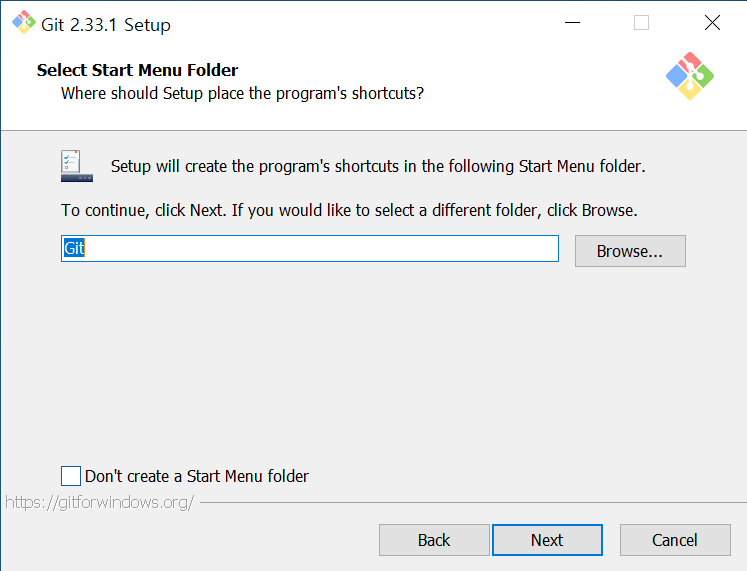 Git 2.33.1 Setup
Select Start Menu Folder
Where should Setup place the program's shortcuts?
Setup will create the program's shortcuts in the following Start Menu folder.
To continue, click Next. If you would like to select a different folder, click Browse.
Git
Browse...
Don't create a Start Menu folder
https://gitforwindows.org/
Back
Next
Cancel